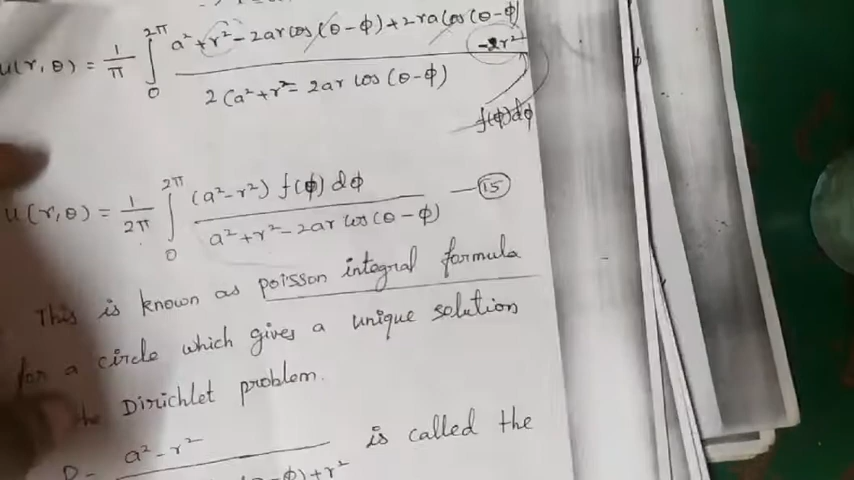 u(r,θ) = 1/π ∫₀^2π a² + r² - 2ar cos(θ-ϕ) + 2ra cos(θ-ϕ) - 2r² / 2(a² + r² - 2ar cos(θ-ϕ) f(ϕ)dϕ
u(r,θ) = 1/2π ∫₀^2π (a²-r²) f(ϕ) dϕ / a² + r² - 2ar cos(θ-ϕ) — 15
This is known as poisson integral formula
for a circle which gives a unique solution
the Dirichlet problem.
a² - r² / -ϕ) + r² is called the